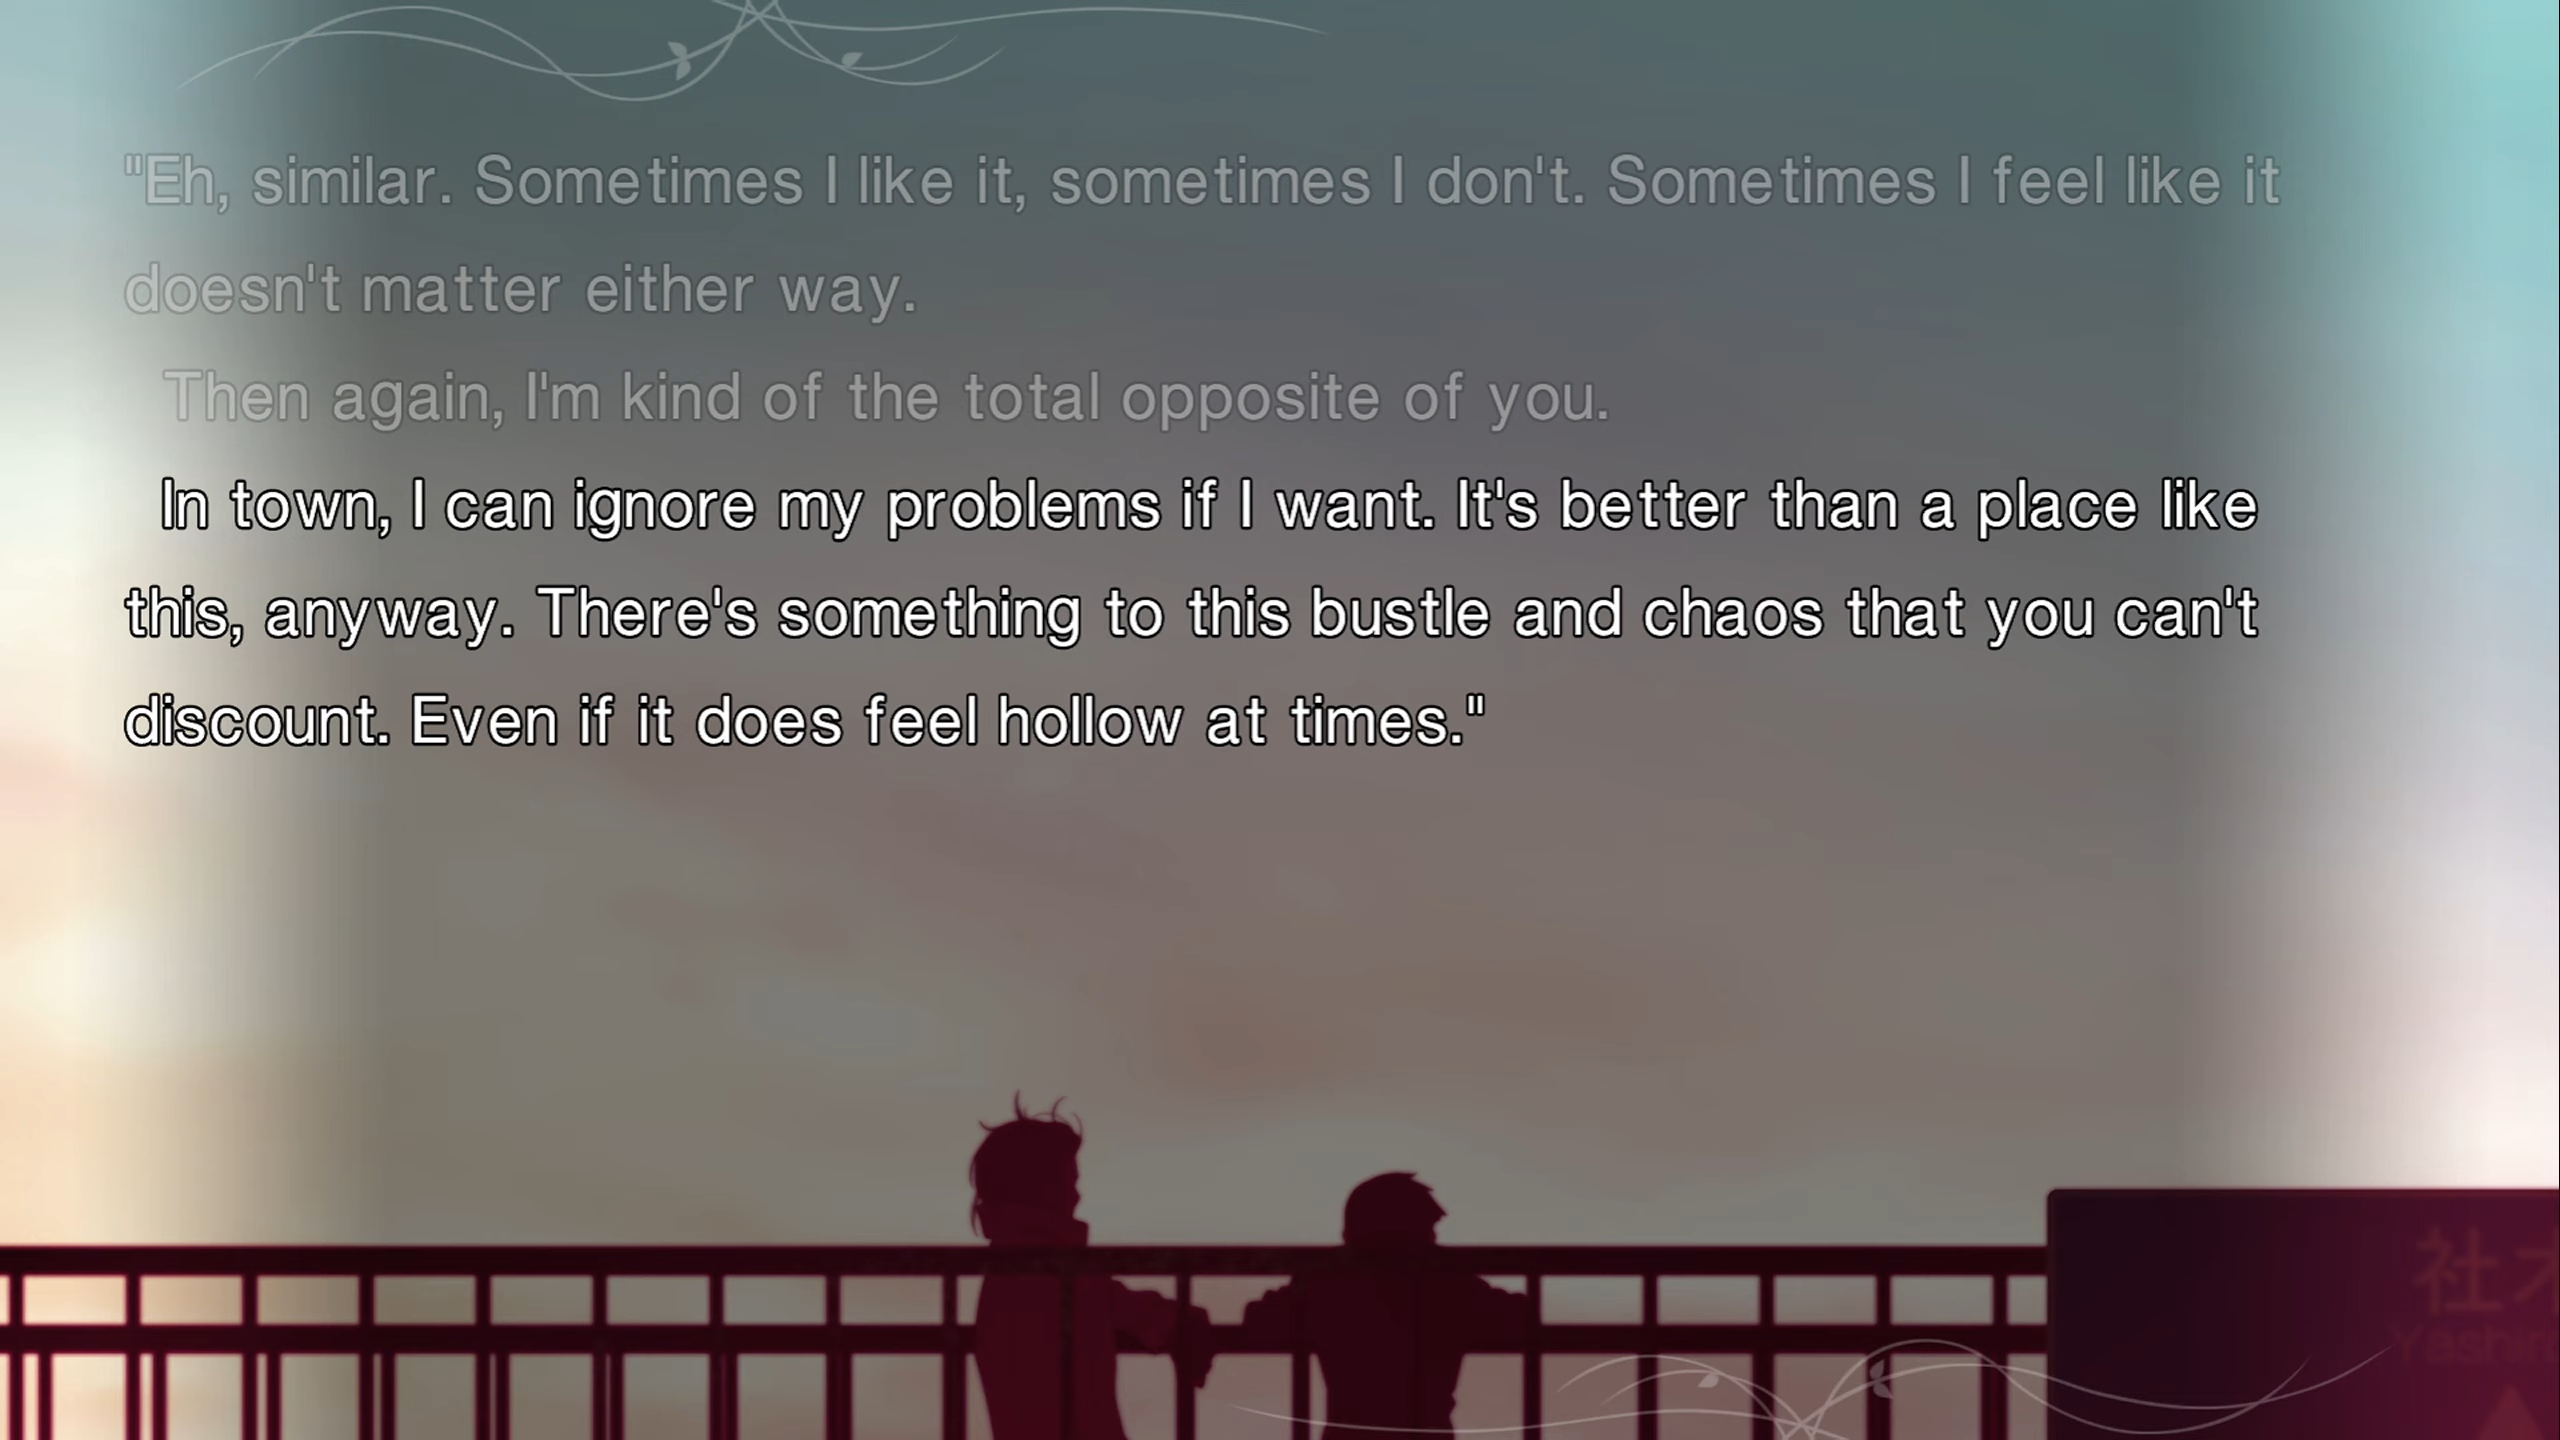 "Eh, similar. Sometimes I like it, sometimes I don't. Sometimes I feel like it
doesn't matter either way.
Then again, I'm kind of the total opposite of you.
In town, I can ignore my problems if I want. It's better than a place like
this, anyway. There's something to this bustle and chaos that you can't
discount. Even if it does feel hollow at times."
社